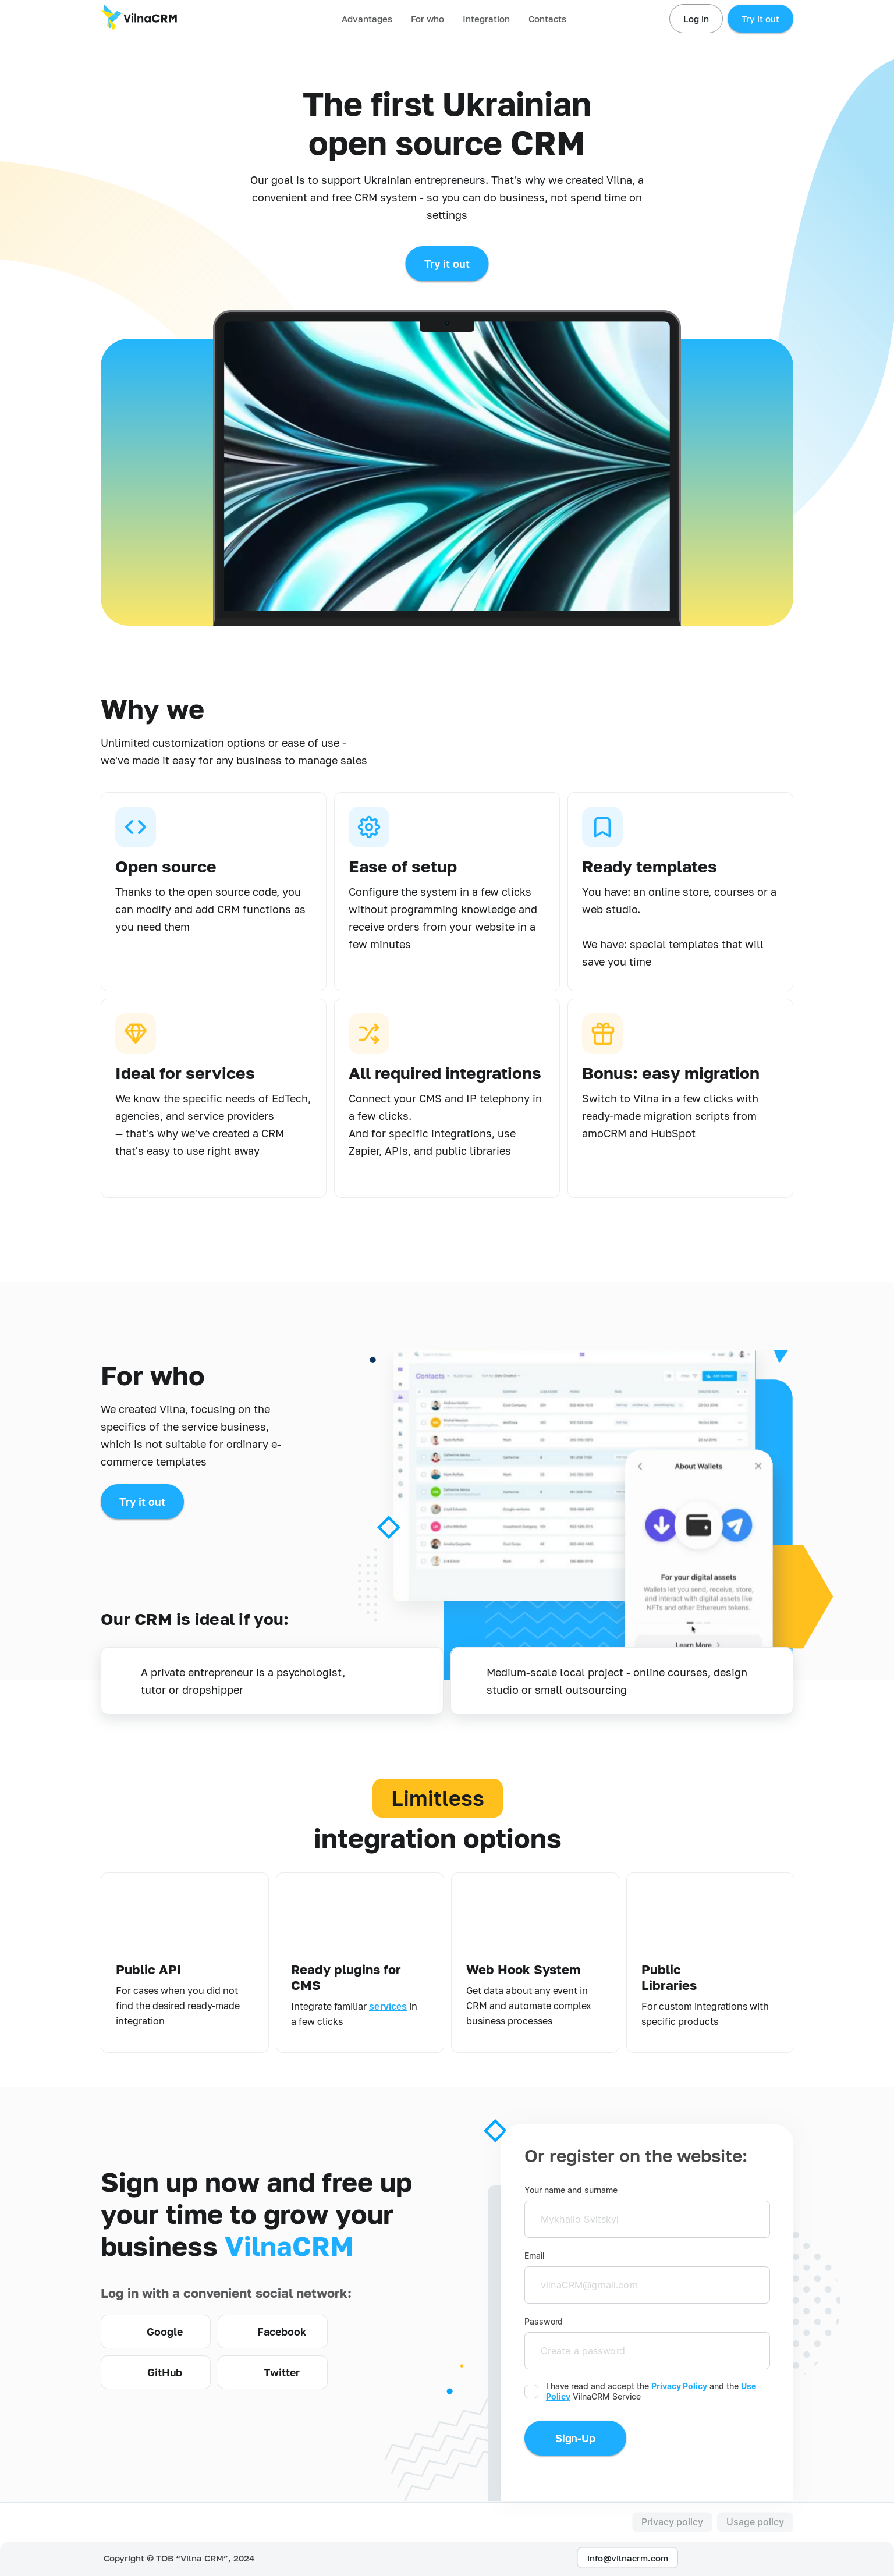 VilnaCRM
Advantages For who Integration Contacts
Log In Try it out
The first Ukrainian
open source CRM
Our goal is to support Ukrainian entrepreneurs. That's why we created Vilna, a
convenient and free CRM system - so you can do business, not spend time on
settings
Try it out
Why we
Unlimited customization options or ease of use -
we've made it easy for any business to manage sales
Open source
Thanks to the open source code, you
can modify and add CRM functions as
you need them
Ease of setup
Configure the system in a few clicks
without programming knowledge and
receive orders from your website in a
few minutes
Ready templates
You have: an online store, courses or a
web studio.
We have: special templates that will
save you time
Ideal for services
We know the specific needs of EdTech,
agencies, and service providers
— that's why we've created a CRM
that's easy to use right away
All required integrations
Connect your CMS and IP telephony in
a few clicks.
And for specific integrations, use
Zapier, APIs, and public libraries
Bonus: easy migration
Switch to Vilna in a few clicks with
ready-made migration scripts from
amoCRM and HubSpot
For who
We created Vilna, focusing on the
specifics of the service business,
which is not suitable for ordinary e-
commerce templates
Try it out
Contacts
Add Contact
About Wallets
For your digital assets
Wallets let you send, receive, store,
and interact with digital assets like
NFTs and other Ethereum tokens.
Learn More
Our CRM is ideal if you:
A private entrepreneur is a psychologist,
tutor or dropshipper
Medium-scale local project - online courses, design
studio or small outsourcing
Limitless
integration options
Public API
For cases when you did not
find the desired ready-made
integration
Ready plugins for
CMS
Integrate familiar services in
a few clicks
Web Hook System
Get data about any event in
CRM and automate complex
business processes
Public
Libraries
For custom integrations with
specific products
Sign up now and free up
your time to grow your
business VilnaCRM
Log in with a convenient social network:
Google
Facebook
GitHub
Twitter
Or register on the website:
Your name and surname
Mykhailo Svitskyi
Email
vilnaCRM@gmail.com
Password
Create a password
I have read and accept the Privacy Policy and the Use
Policy VilnaCRM Service
Sign-Up
Privacy policy Usage policy
Copyright © ТОВ “Vilna CRM”, 2024
info@vilnacrm.com